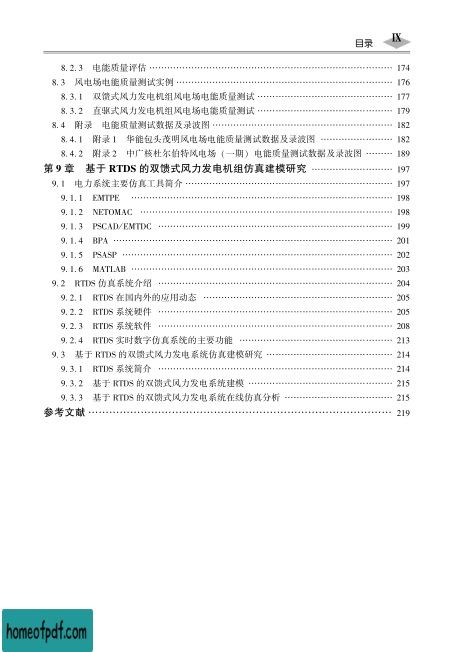 目录 Ⅸ
8.2.3 电能质量评估 …… 174
8.3 风电场电能质量测试实例 …… 176
8.3.1 双馈式风力发电机组风电场电能质量测试 …… 177
8.3.2 直驱式风力发电机组风电场电能质量测试 …… 179
8.4 附录 电能质量测试数据及录波图 …… 182
8.4.1 附录1 华能包头茂明风电场电能质量测试数据及录波图 …… 182
8.4.2 附录2 中广核杜尔伯特风电场(一期)电能质量测试数据及录波图 …… 189
第9章 基于RTDS的双馈式风力发电机组仿真建模研究 …… 197
9.1 电力系统主要仿真工具简介 …… 197
9.1.1 EMTPE …… 198
9.1.2 NETOMAC …… 198
9.1.3 PSCAD/EMTDC …… 199
9.1.4 BPA …… 201
9.1.5 PSASP …… 202
9.1.6 MATLAB …… 203
9.2 RTDS仿真系统介绍 …… 204
9.2.1 RTDS在国内外的应用动态 …… 205
9.2.2 RTDS系统硬件 …… 205
9.2.3 RTDS系统软件 …… 208
9.2.4 RTDS实时数字仿真系统的主要功能 …… 213
9.3 基于RTDS的双馈式风力发电系统仿真建模研究 …… 214
9.3.1 RTDS系统简介 …… 214
9.3.2 基于RTDS的双馈式风力发电系统建模 …… 215
9.3.3 基于RTDS的双馈式风力发电系统在线仿真分析 …… 215
参考文献 …… 219
homeofpdf.com